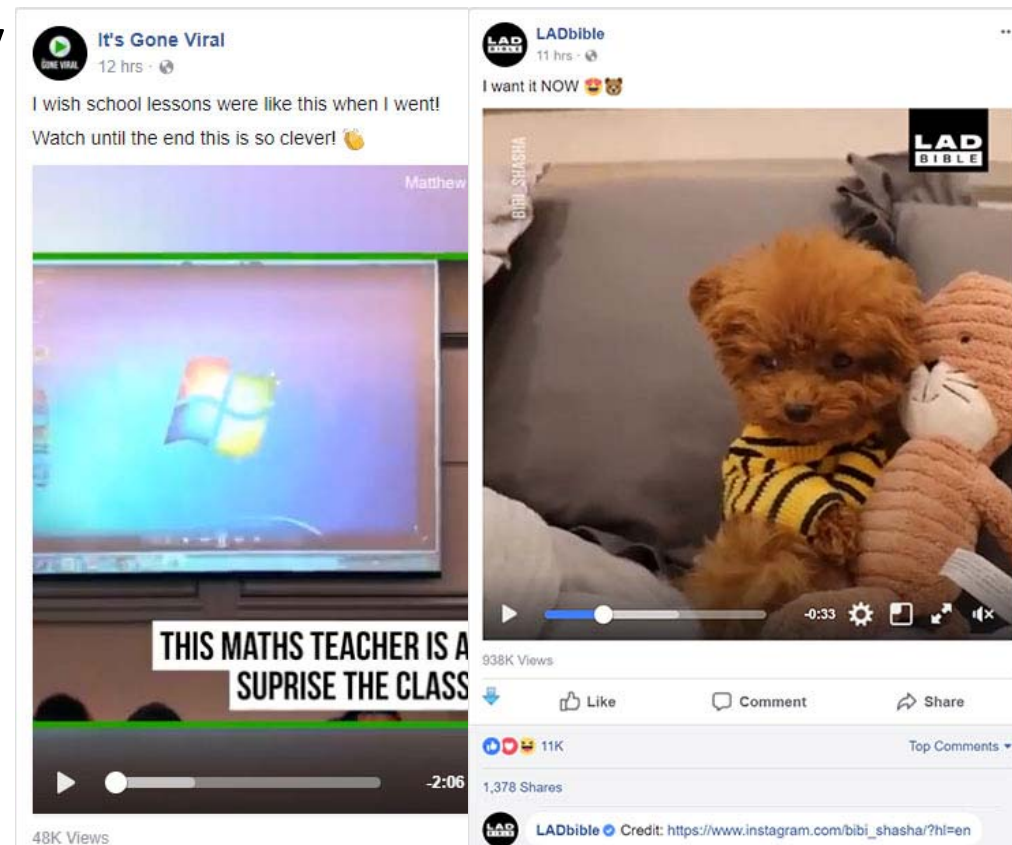 It's Gone Viral
12 hrs
I wish school lessons were like this when I went!
Watch until the end this is so clever! 👏
Matthew
THIS MATHS TEACHER IS A
SUPRISE THE CLASS
-2:06
48K Views
LADbible
11 hrs
I want it NOW 😍🐻
LAD
BIBLE
BIBI_SHASHA
-0:33
938K Views
Like
Comment
Share
11K
Top Comments
1,378 Shares
LAD
BIBLE
LADbible Credit: https://www.instagram.com/bibi_shasha/?hl=en